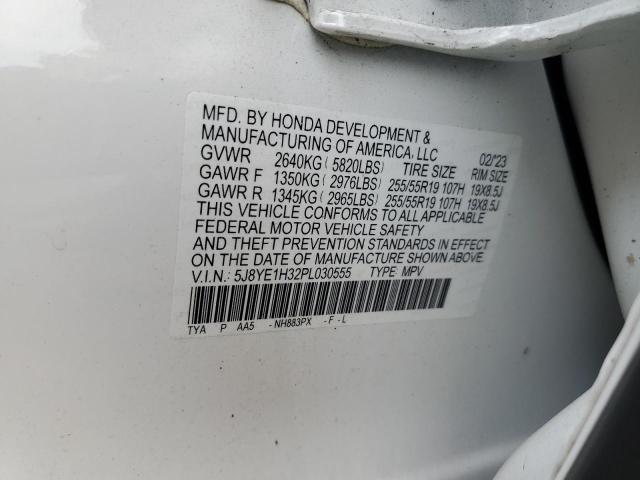 MFD. BY HONDA DEVELOPMENT &
MANUFACTURING OF AMERICA, LLC 02/'23
GVWR 2640KG ( 5820LBS) TIRE SIZE RIM SIZE
GAWR F 1350KG ( 2976LBS) 255/55R19 107H 19X8.5J
GAWR R 1345KG ( 2965LBS) 255/55R19 107H 19X8.5J
THIS VEHICLE CONFORMS TO ALL APPLICABLE
FEDERAL MOTOR VEHICLE SAFETY
AND THEFT PREVENTION STANDARDS IN EFFECT
ON THE DATE OF MANUFACTURE SHOWN ABOVE.
V.I.N.: 5J8YE1H32PL030555 TYPE MPV
TYA P AA5 -NH883PX -F -L